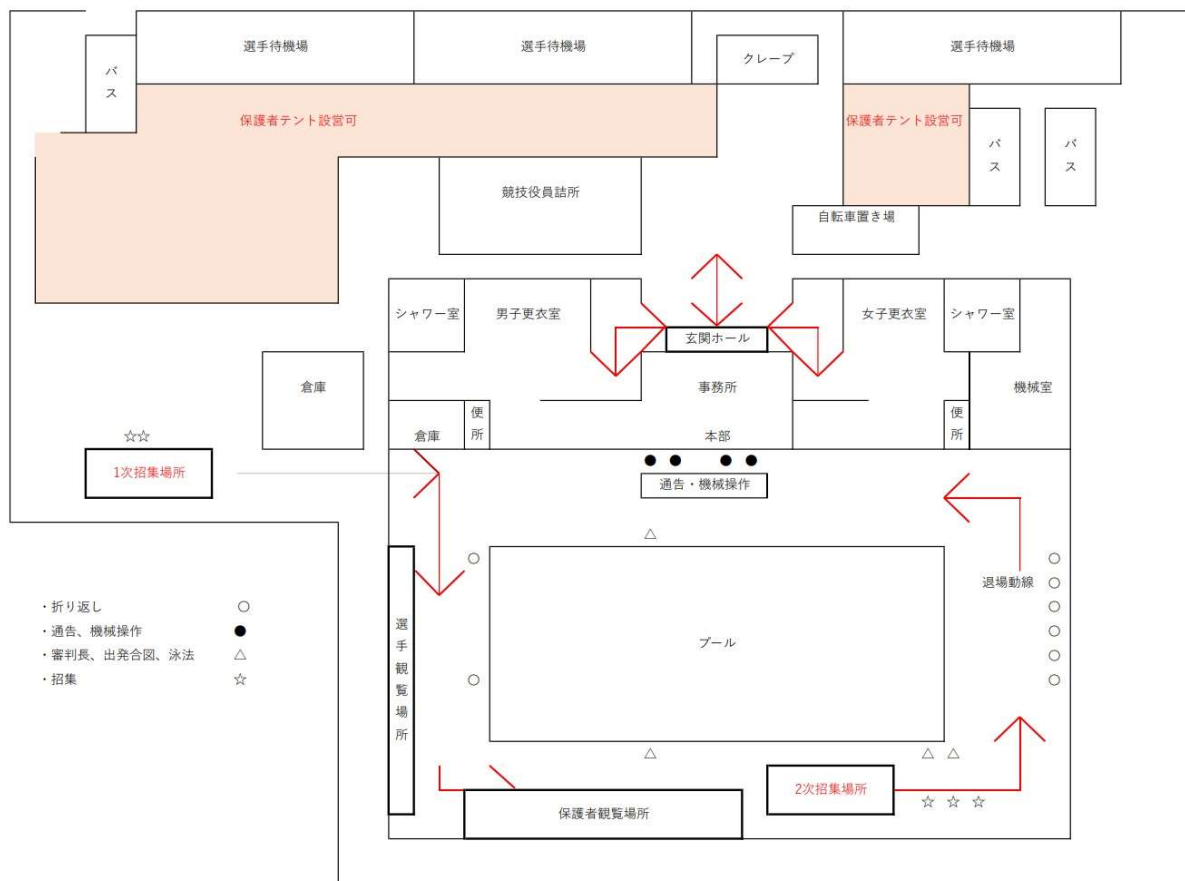 選手待機場
選手待機場
クレープ
選手待機場
バス
保護者テント設営可
保護者テント設営可
バス
バス
競技役員詰所
自転車置き場
シャワー室
男子更衣室
玄関ホール
女子更衣室
シャワー室
倉庫
事務所
機械室
倉庫
便所
本部
便所
☆☆
1次招集場所
●● ●●
通告・機械操作
△
○
退場動線
○
○
○
○
○
○
・折り返し ○
・通告、機械操作 ●
・審判長、出発合図、泳法 △
・招集 ☆
選手観覧場所
プール
○
△
△ △
2次招集場所
☆ ☆ ☆
保護者観覧場所